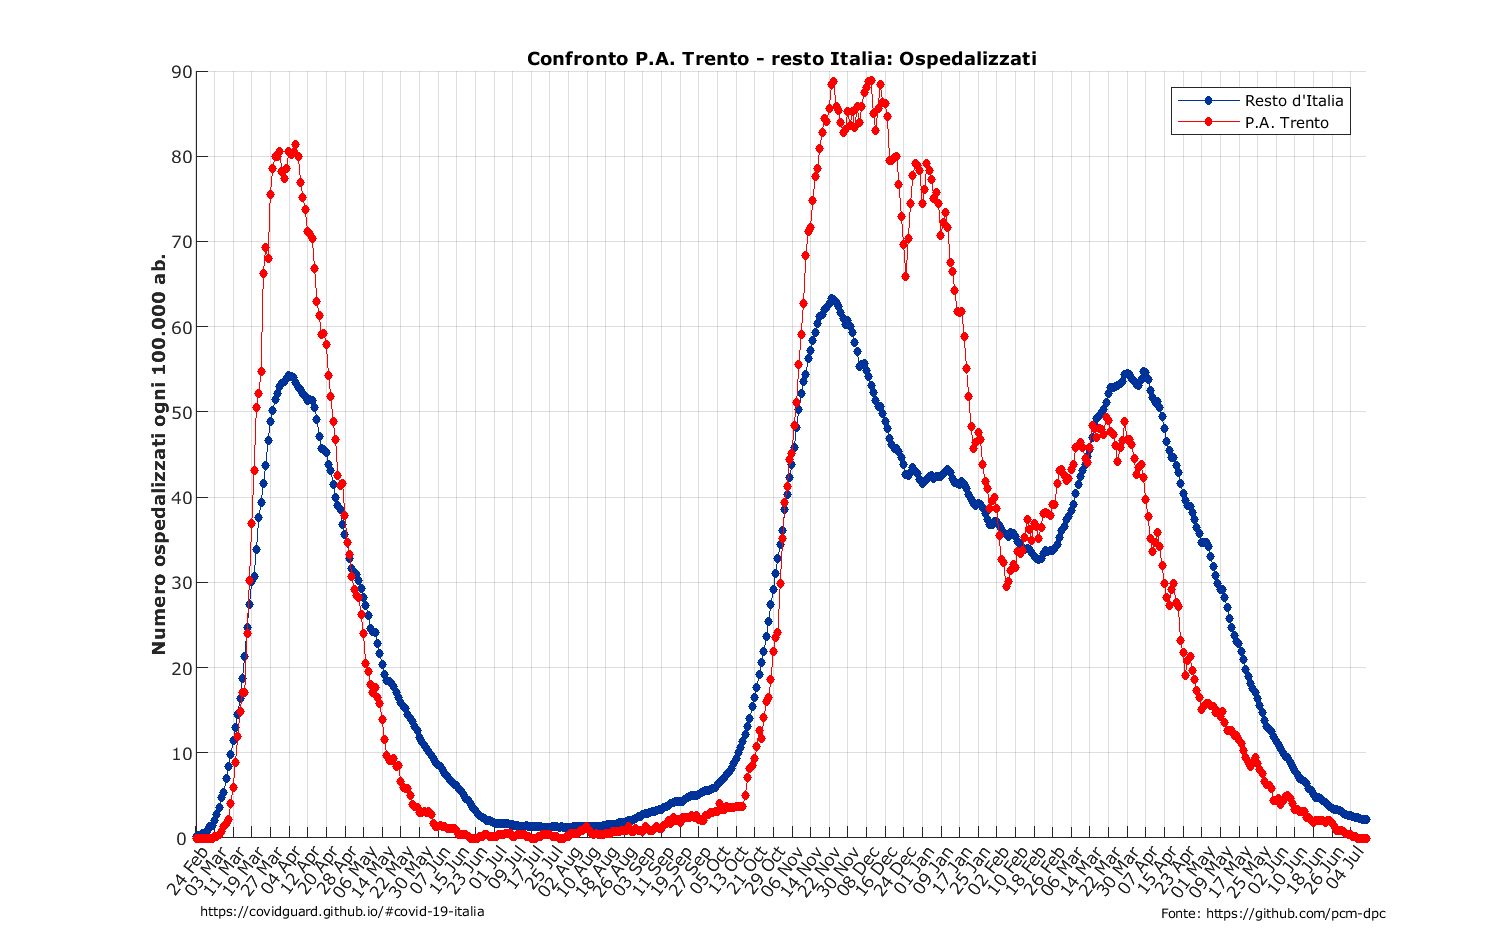 Confronto P.A. Trento - resto Italia: Ospedalizzati
90
80
70
60
50
40
30
20
10
0
Numero ospedalizzati ogni 100.000 ab.
Resto d'Italia
P.A. Trento
24 Feb
03 Mar
11 Mar
19 Mar
27 Mar
04 Apr
12 Apr
20 Apr
28 Apr
06 May
14 May
22 May
30 May
07 Jun
15 Jun
23 Jun
01 Jul
09 Jul
17 Jul
25 Jul
02 Aug
10 Aug
18 Aug
26 Aug
03 Sep
11 Sep
19 Sep
27 Sep
05 Oct
13 Oct
21 Oct
29 Oct
06 Nov
14 Nov
22 Nov
30 Nov
08 Dec
16 Dec
24 Dec
01 Jan
09 Jan
17 Jan
25 Jan
02 Feb
10 Feb
18 Feb
26 Feb
06 Mar
14 Mar
22 Mar
30 Mar
07 Apr
15 Apr
23 Apr
01 May
09 May
17 May
25 May
02 Jun
10 Jun
18 Jun
26 Jun
04 Jul
https://covidguard.github.io/#covid-19-italia
Fonte: https://github.com/pcm-dpc